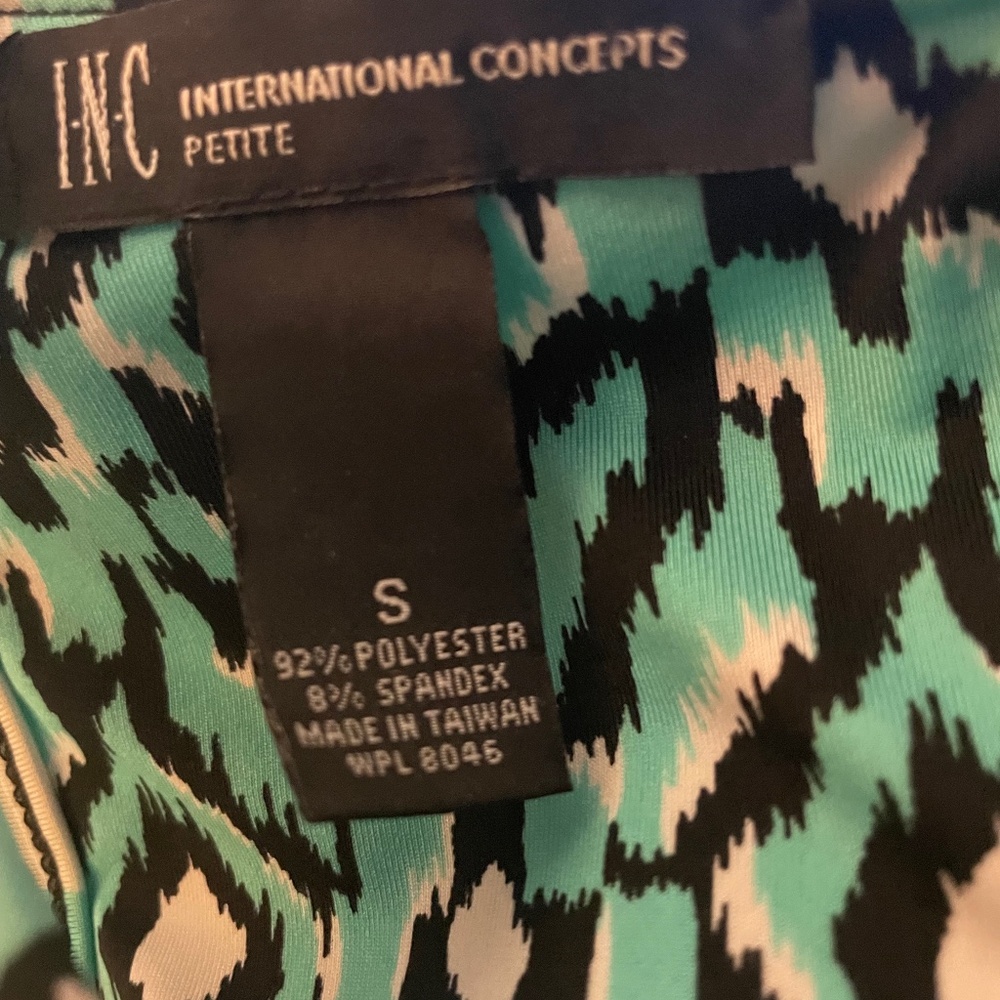 I·N·C INTERNATIONAL CONCEPTS
PETITE
S
92% POLYESTER
8% SPANDEX
MADE IN TAIWAN
WPL 8046